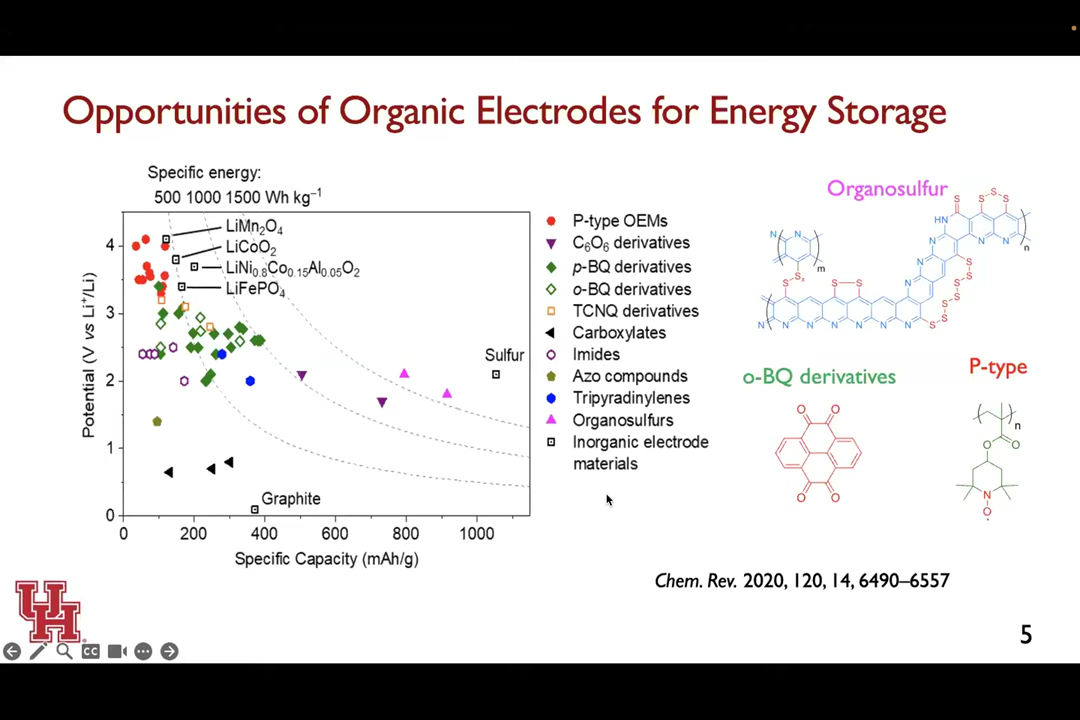 Opportunities of Organic Electrodes for Energy Storage
Specific energy:
500 1000 1500 Wh kg⁻¹
LiMn₂O₄
LiCoO₂
LiNi₀.₈Co₀.₁₅Al₀.₀₅O₂
LiFePO₄
Sulfur
Graphite
4
3
2
1
0
Potential (V vs Li⁺/Li)
0 200 400 600 800 1000
Specific Capacity (mAh/g)
P-type OEMs
C₆O₆ derivatives
p-BQ derivatives
o-BQ derivatives
TCNQ derivatives
Carboxylates
Imides
Azo compounds
Tripyradinylenes
Organosulfurs
Inorganic electrode
materials
Organosulfur
o-BQ derivatives
P-type
Chem. Rev. 2020, 120, 14, 6490–6557
UH
CC
5